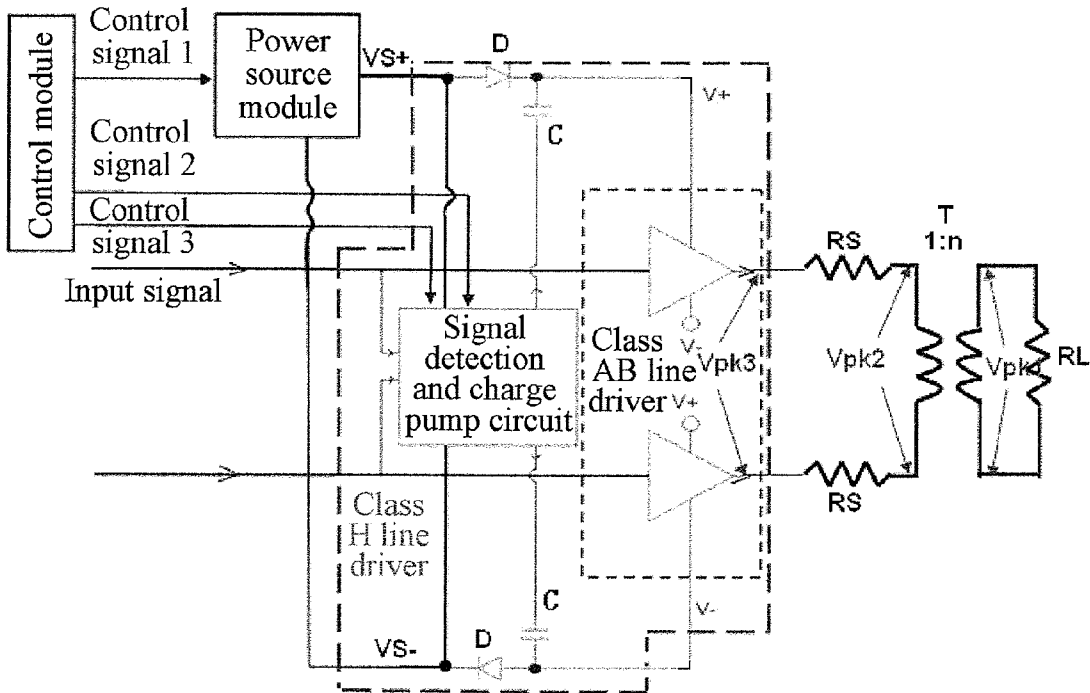 Control module
Control
signal 1
Power
source
module
VS+
D
V+
C
Control
signal 2
Control
signal 3
Input signal
Signal
detection
and charge
pump circuit
Class
AB line
driver
V-
V+
Vpk3
RS
Vpk2
T
1:n
RL
RS
Class
H line
driver
C
V-
VS-
D